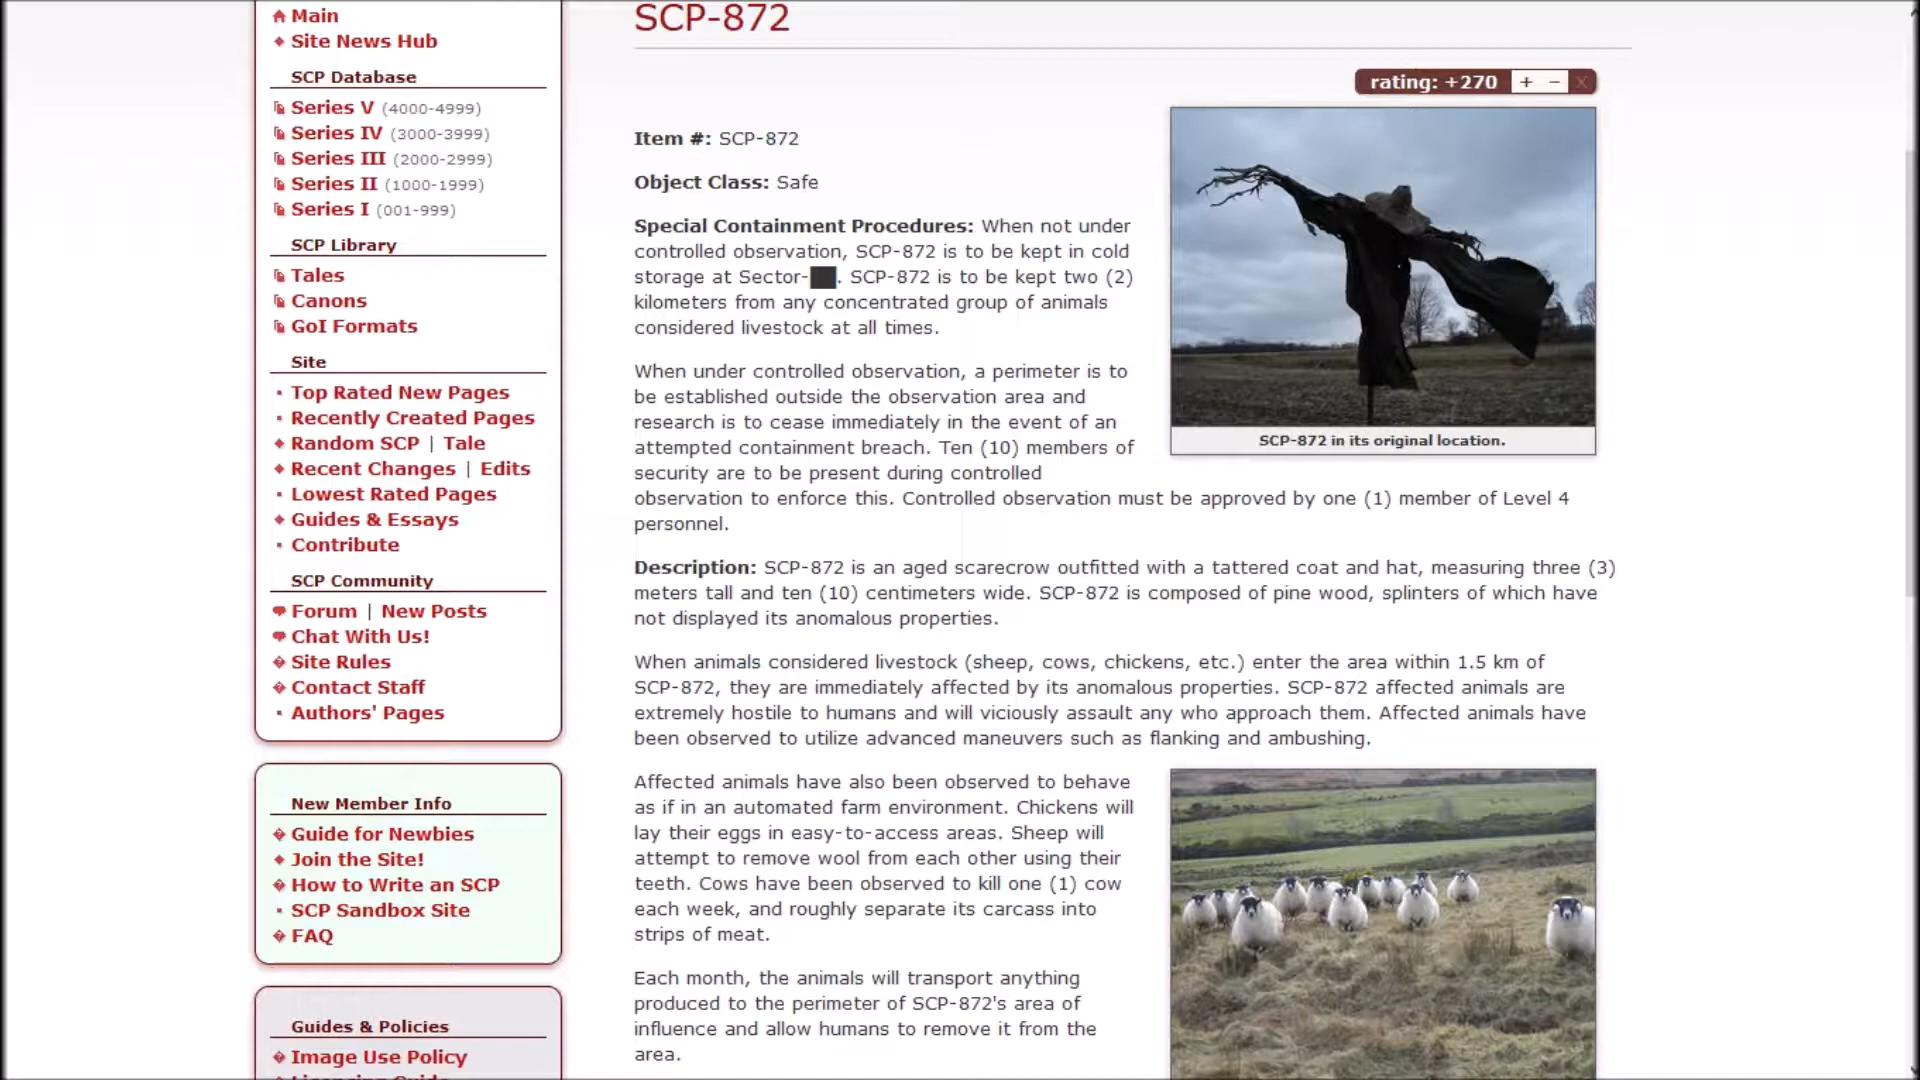 Main
Site News Hub
SCP Database
Series V (4000-4999)
Series IV (3000-3999)
Series III (2000-2999)
Series II (1000-1999)
Series I (001-999)
SCP Library
Tales
Canons
GoI Formats
Site
Top Rated New Pages
Recently Created Pages
Random SCP | Tale
Recent Changes | Edits
Lowest Rated Pages
Guides & Essays
Contribute
SCP Community
Forum | New Posts
Chat With Us!
Site Rules
Contact Staff
Authors' Pages
New Member Info
Guide for Newbies
Join the Site!
How to Write an SCP
SCP Sandbox Site
FAQ
Guides & Policies
Image Use Policy
SCP-872
rating: +270 + − x
Item #: SCP-872
Object Class: Safe
Special Containment Procedures: When not under
controlled observation, SCP-872 is to be kept in cold
storage at Sector-██. SCP-872 is to be kept two (2)
kilometers from any concentrated group of animals
considered livestock at all times.
When under controlled observation, a perimeter is to
be established outside the observation area and
research is to cease immediately in the event of an
attempted containment breach. Ten (10) members of
security are to be present during controlled
observation to enforce this. Controlled observation must be approved by one (1) member of Level 4
personnel.
SCP-872 in its original location.
Description: SCP-872 is an aged scarecrow outfitted with a tattered coat and hat, measuring three (3)
meters tall and ten (10) centimeters wide. SCP-872 is composed of pine wood, splinters of which have
not displayed its anomalous properties.
When animals considered livestock (sheep, cows, chickens, etc.) enter the area within 1.5 km of
SCP-872, they are immediately affected by its anomalous properties. SCP-872 affected animals are
extremely hostile to humans and will viciously assault any who approach them. Affected animals have
been observed to utilize advanced maneuvers such as flanking and ambushing.
Affected animals have also been observed to behave
as if in an automated farm environment. Chickens will
lay their eggs in easy-to-access areas. Sheep will
attempt to remove wool from each other using their
teeth. Cows have been observed to kill one (1) cow
each week, and roughly separate its carcass into
strips of meat.
Each month, the animals will transport anything
produced to the perimeter of SCP-872's area of
influence and allow humans to remove it from the
area.